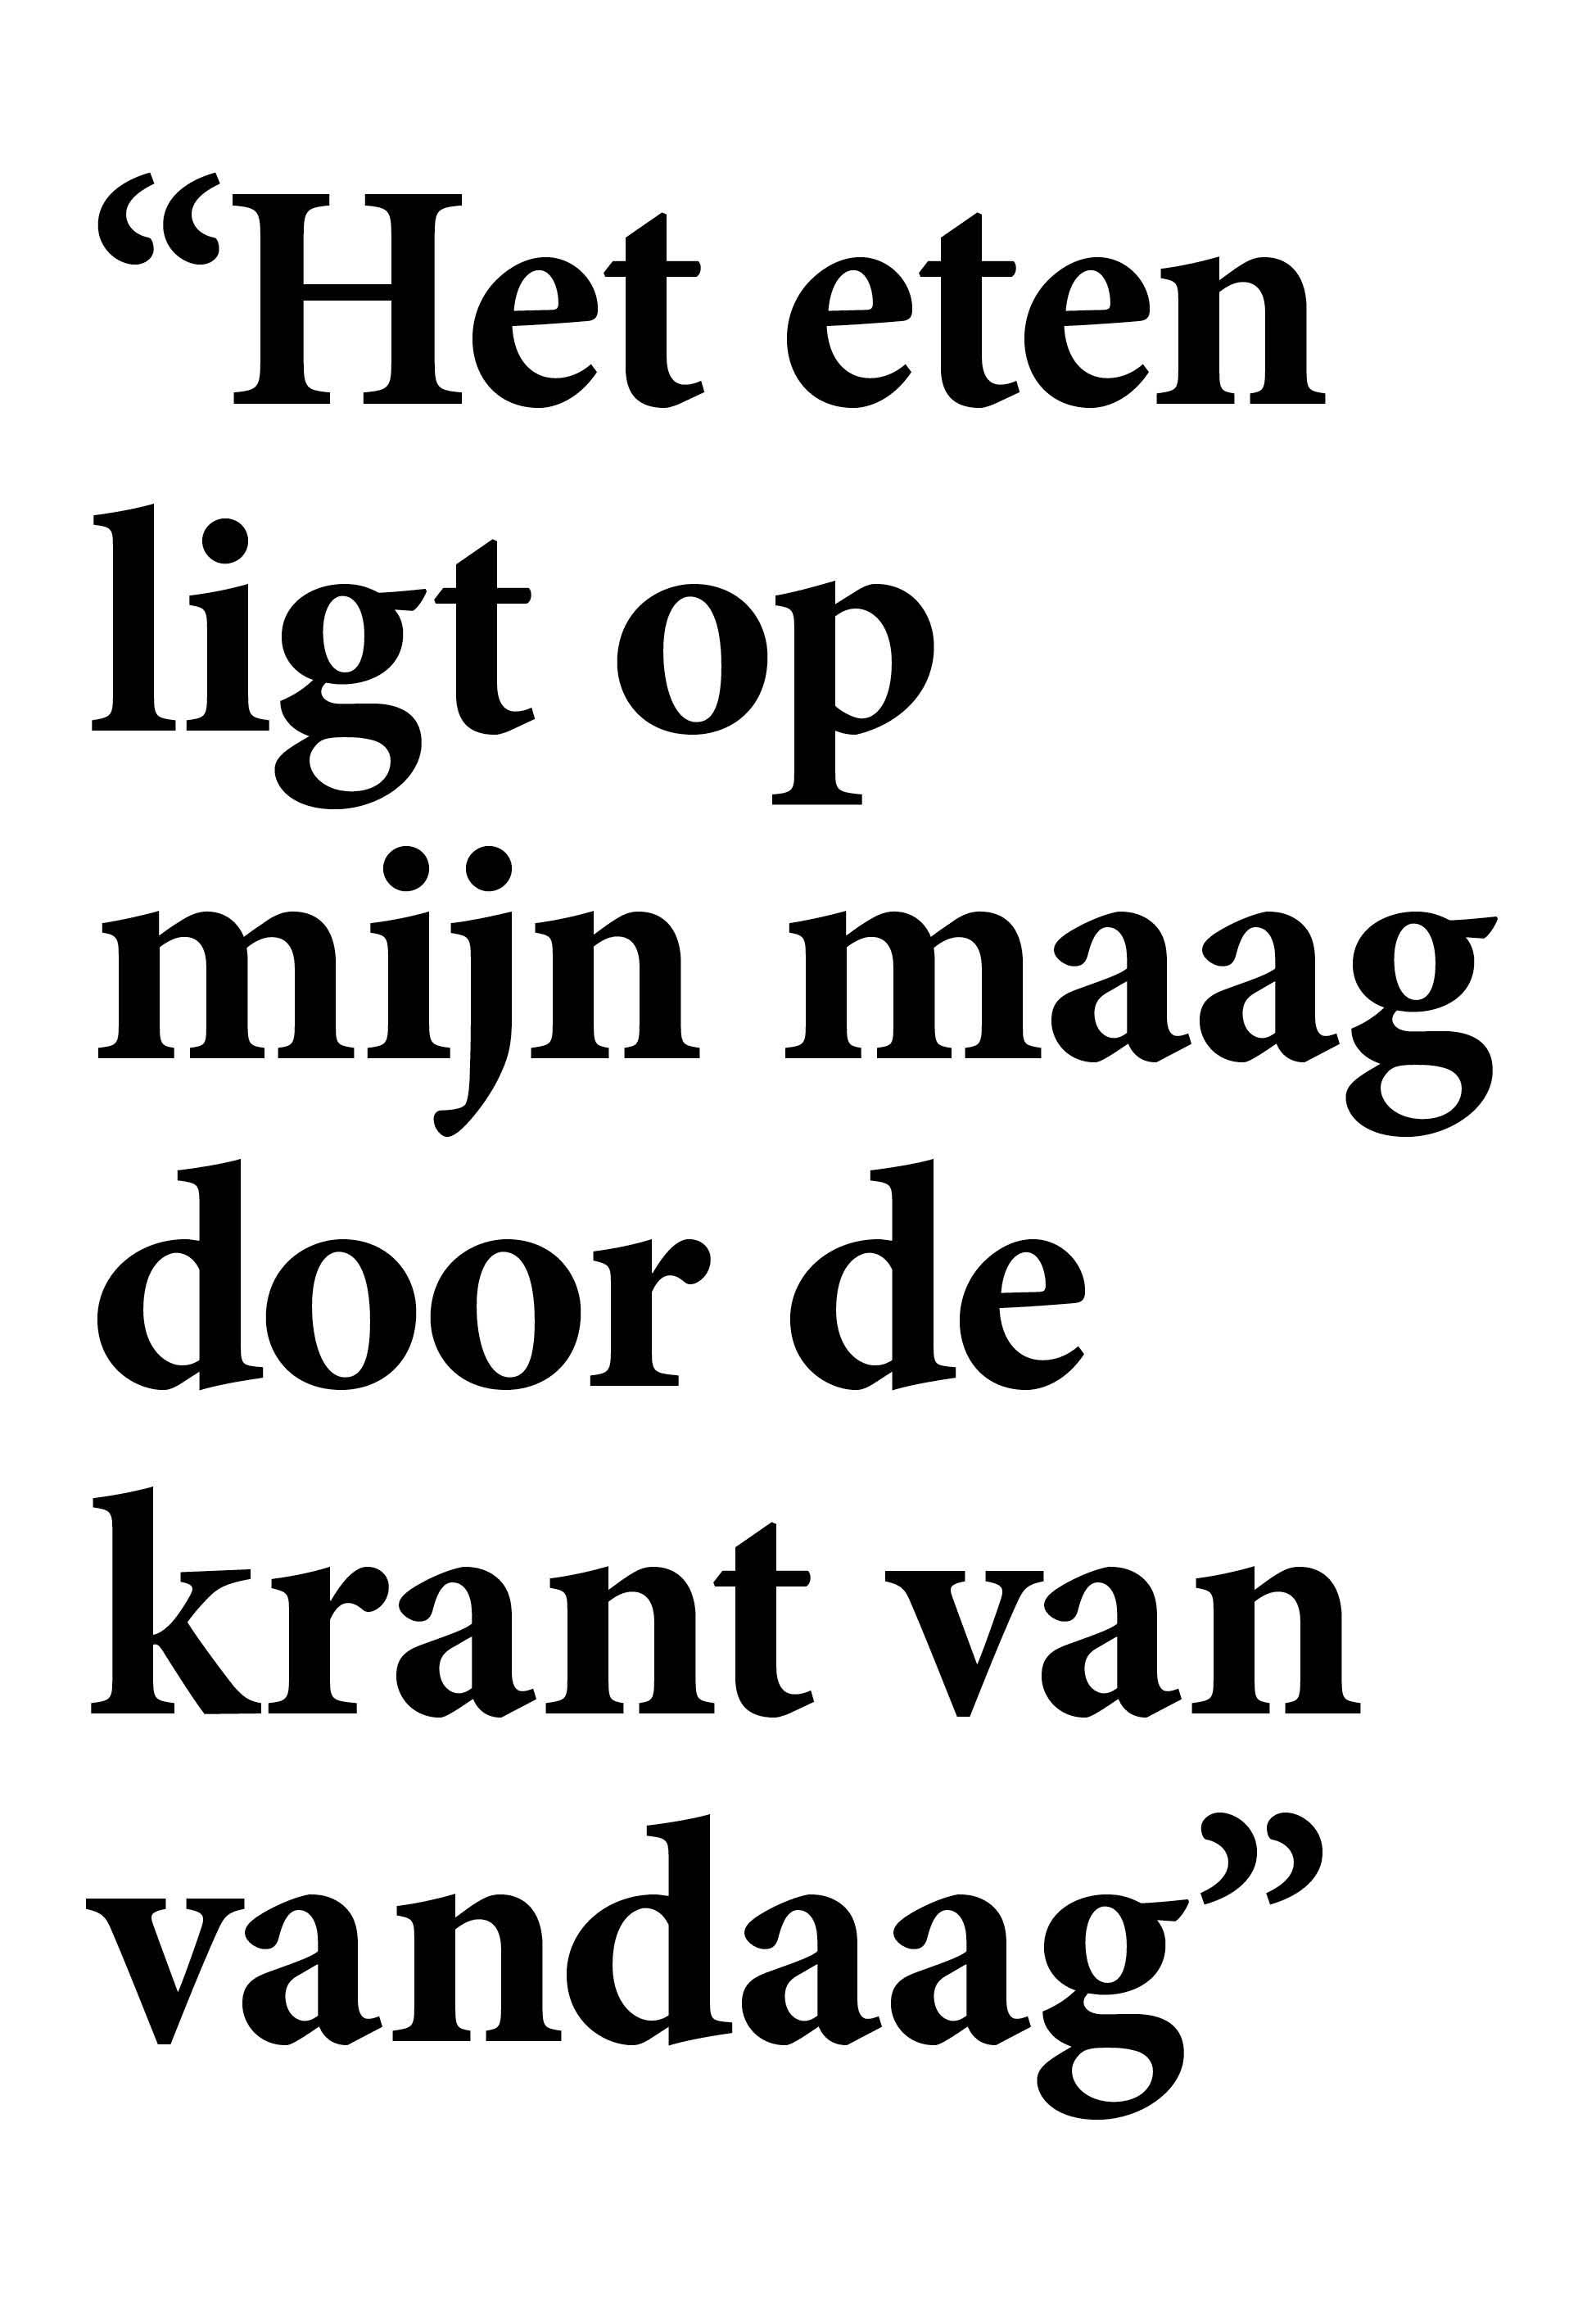 “Het eten
ligt op
mijn maag
door de
krant van
vandaag”